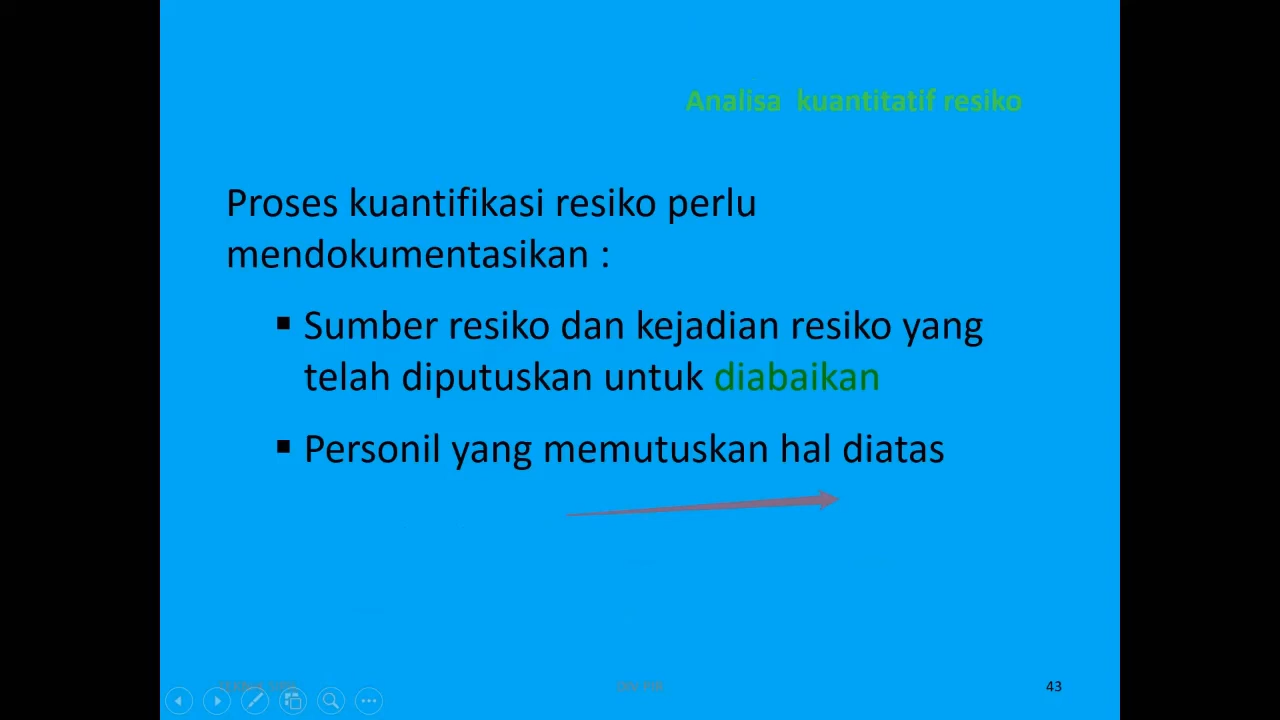 Analisa kuantitatif resiko
Proses kuantifikasi resiko perlu
mendokumentasikan :
Sumber resiko dan kejadian resiko yang
telah diputuskan untuk diabaikan
Personil yang memutuskan hal diatas
43